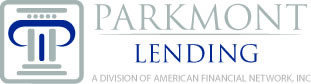 PARKMONT
LENDING
A DIVISION OF AMERICAN FINANCIAL NETWORK, INC